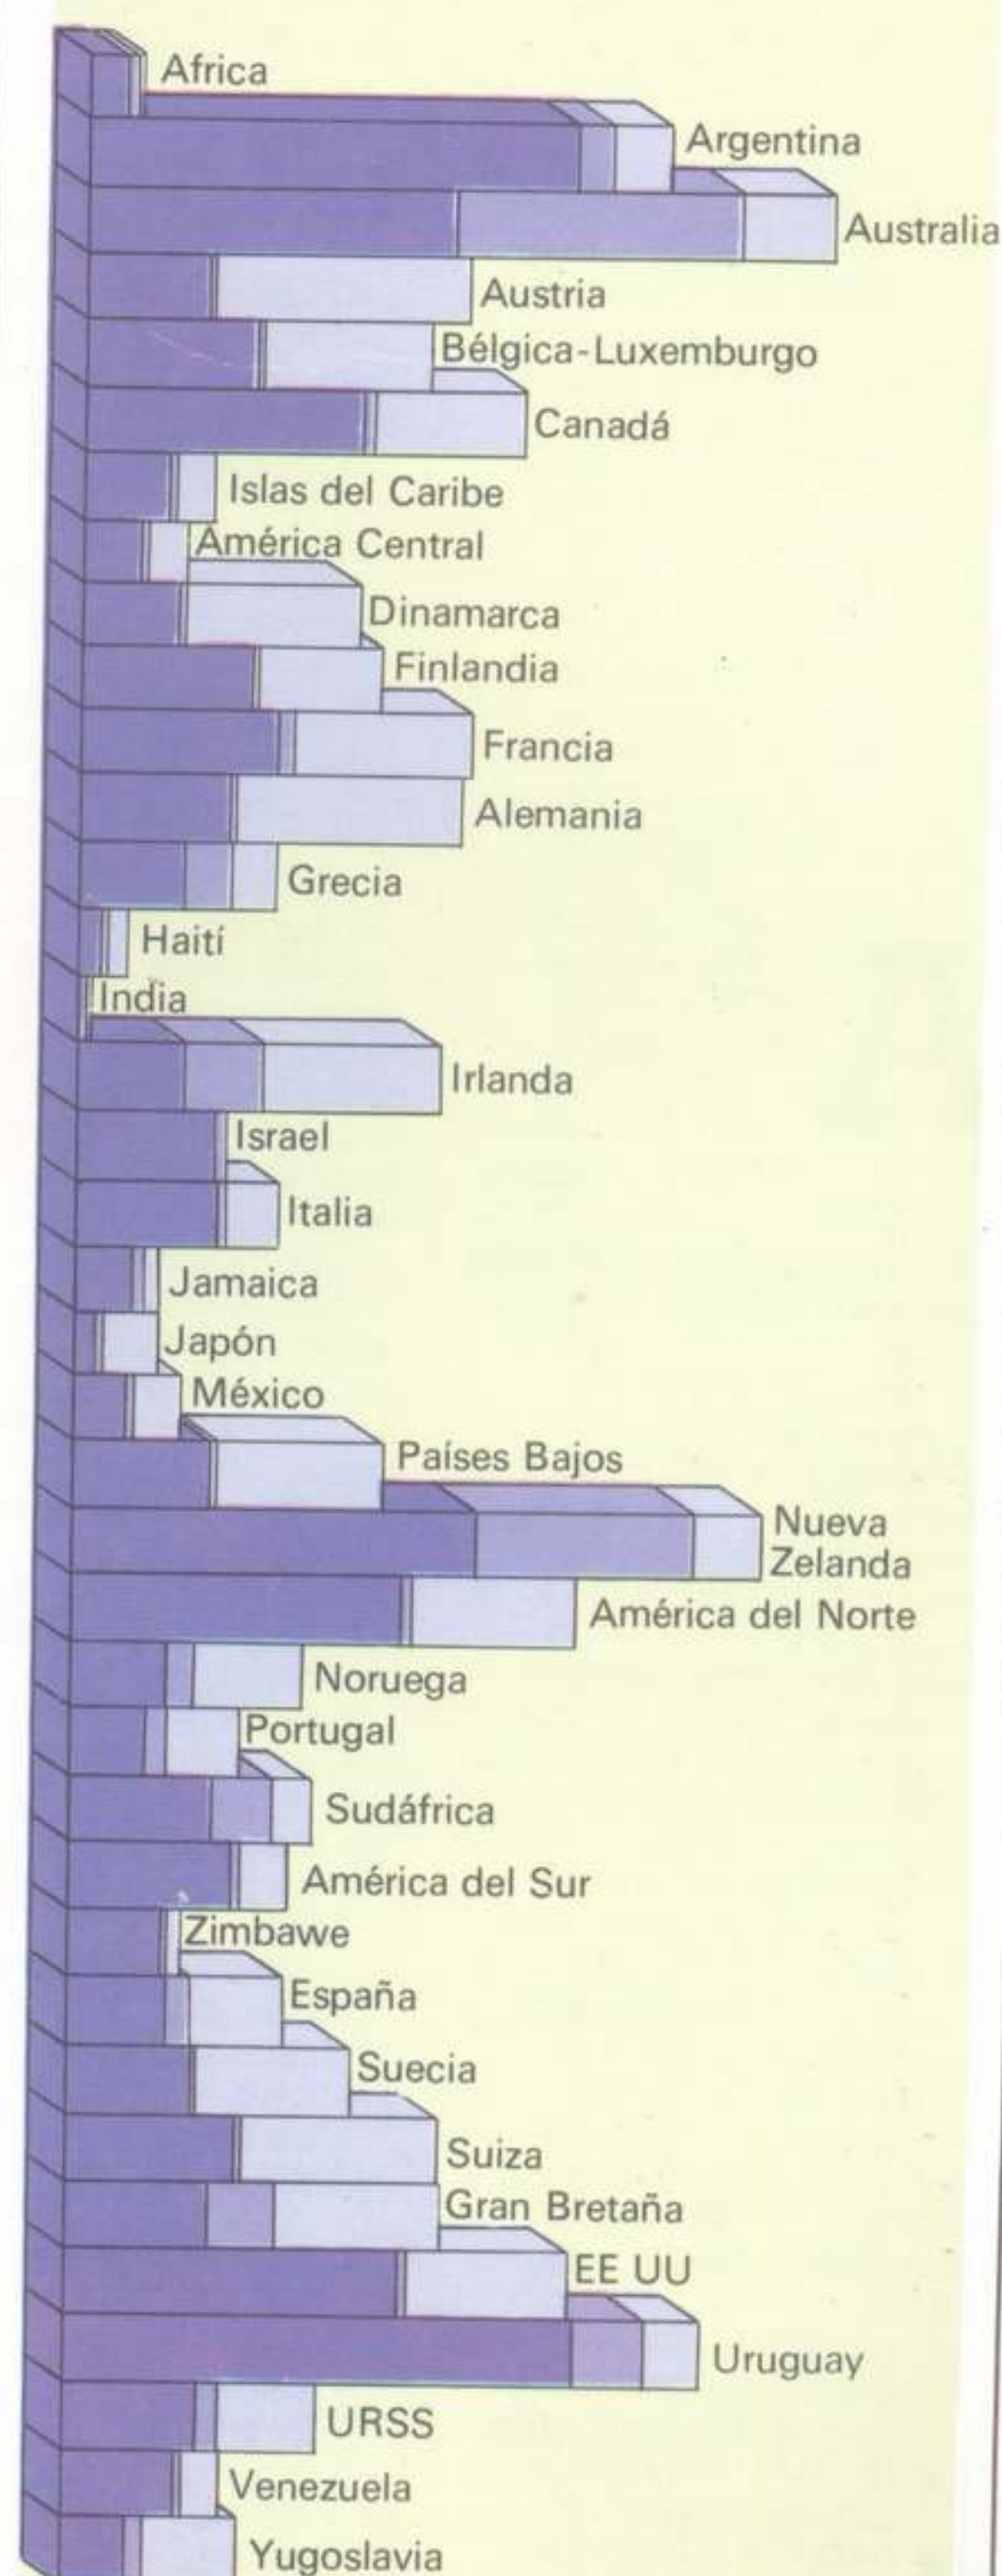 Africa
Argentina
Australia
Austria
Bélgica-Luxemburgo
Canadá
Islas del Caribe
América Central
Dinamarca
Finlandia
Francia
Alemania
Grecia
Haití
India
Irlanda
Israel
Italia
Jamaica
Japón
México
Países Bajos
Nueva
Zelanda
América del Norte
Noruega
Portugal
Sudáfrica
América del Sur
Zimbawe
España
Suecia
Suiza
Gran Bretaña
EE UU
Uruguay
URSS
Venezuela
Yugoslavia